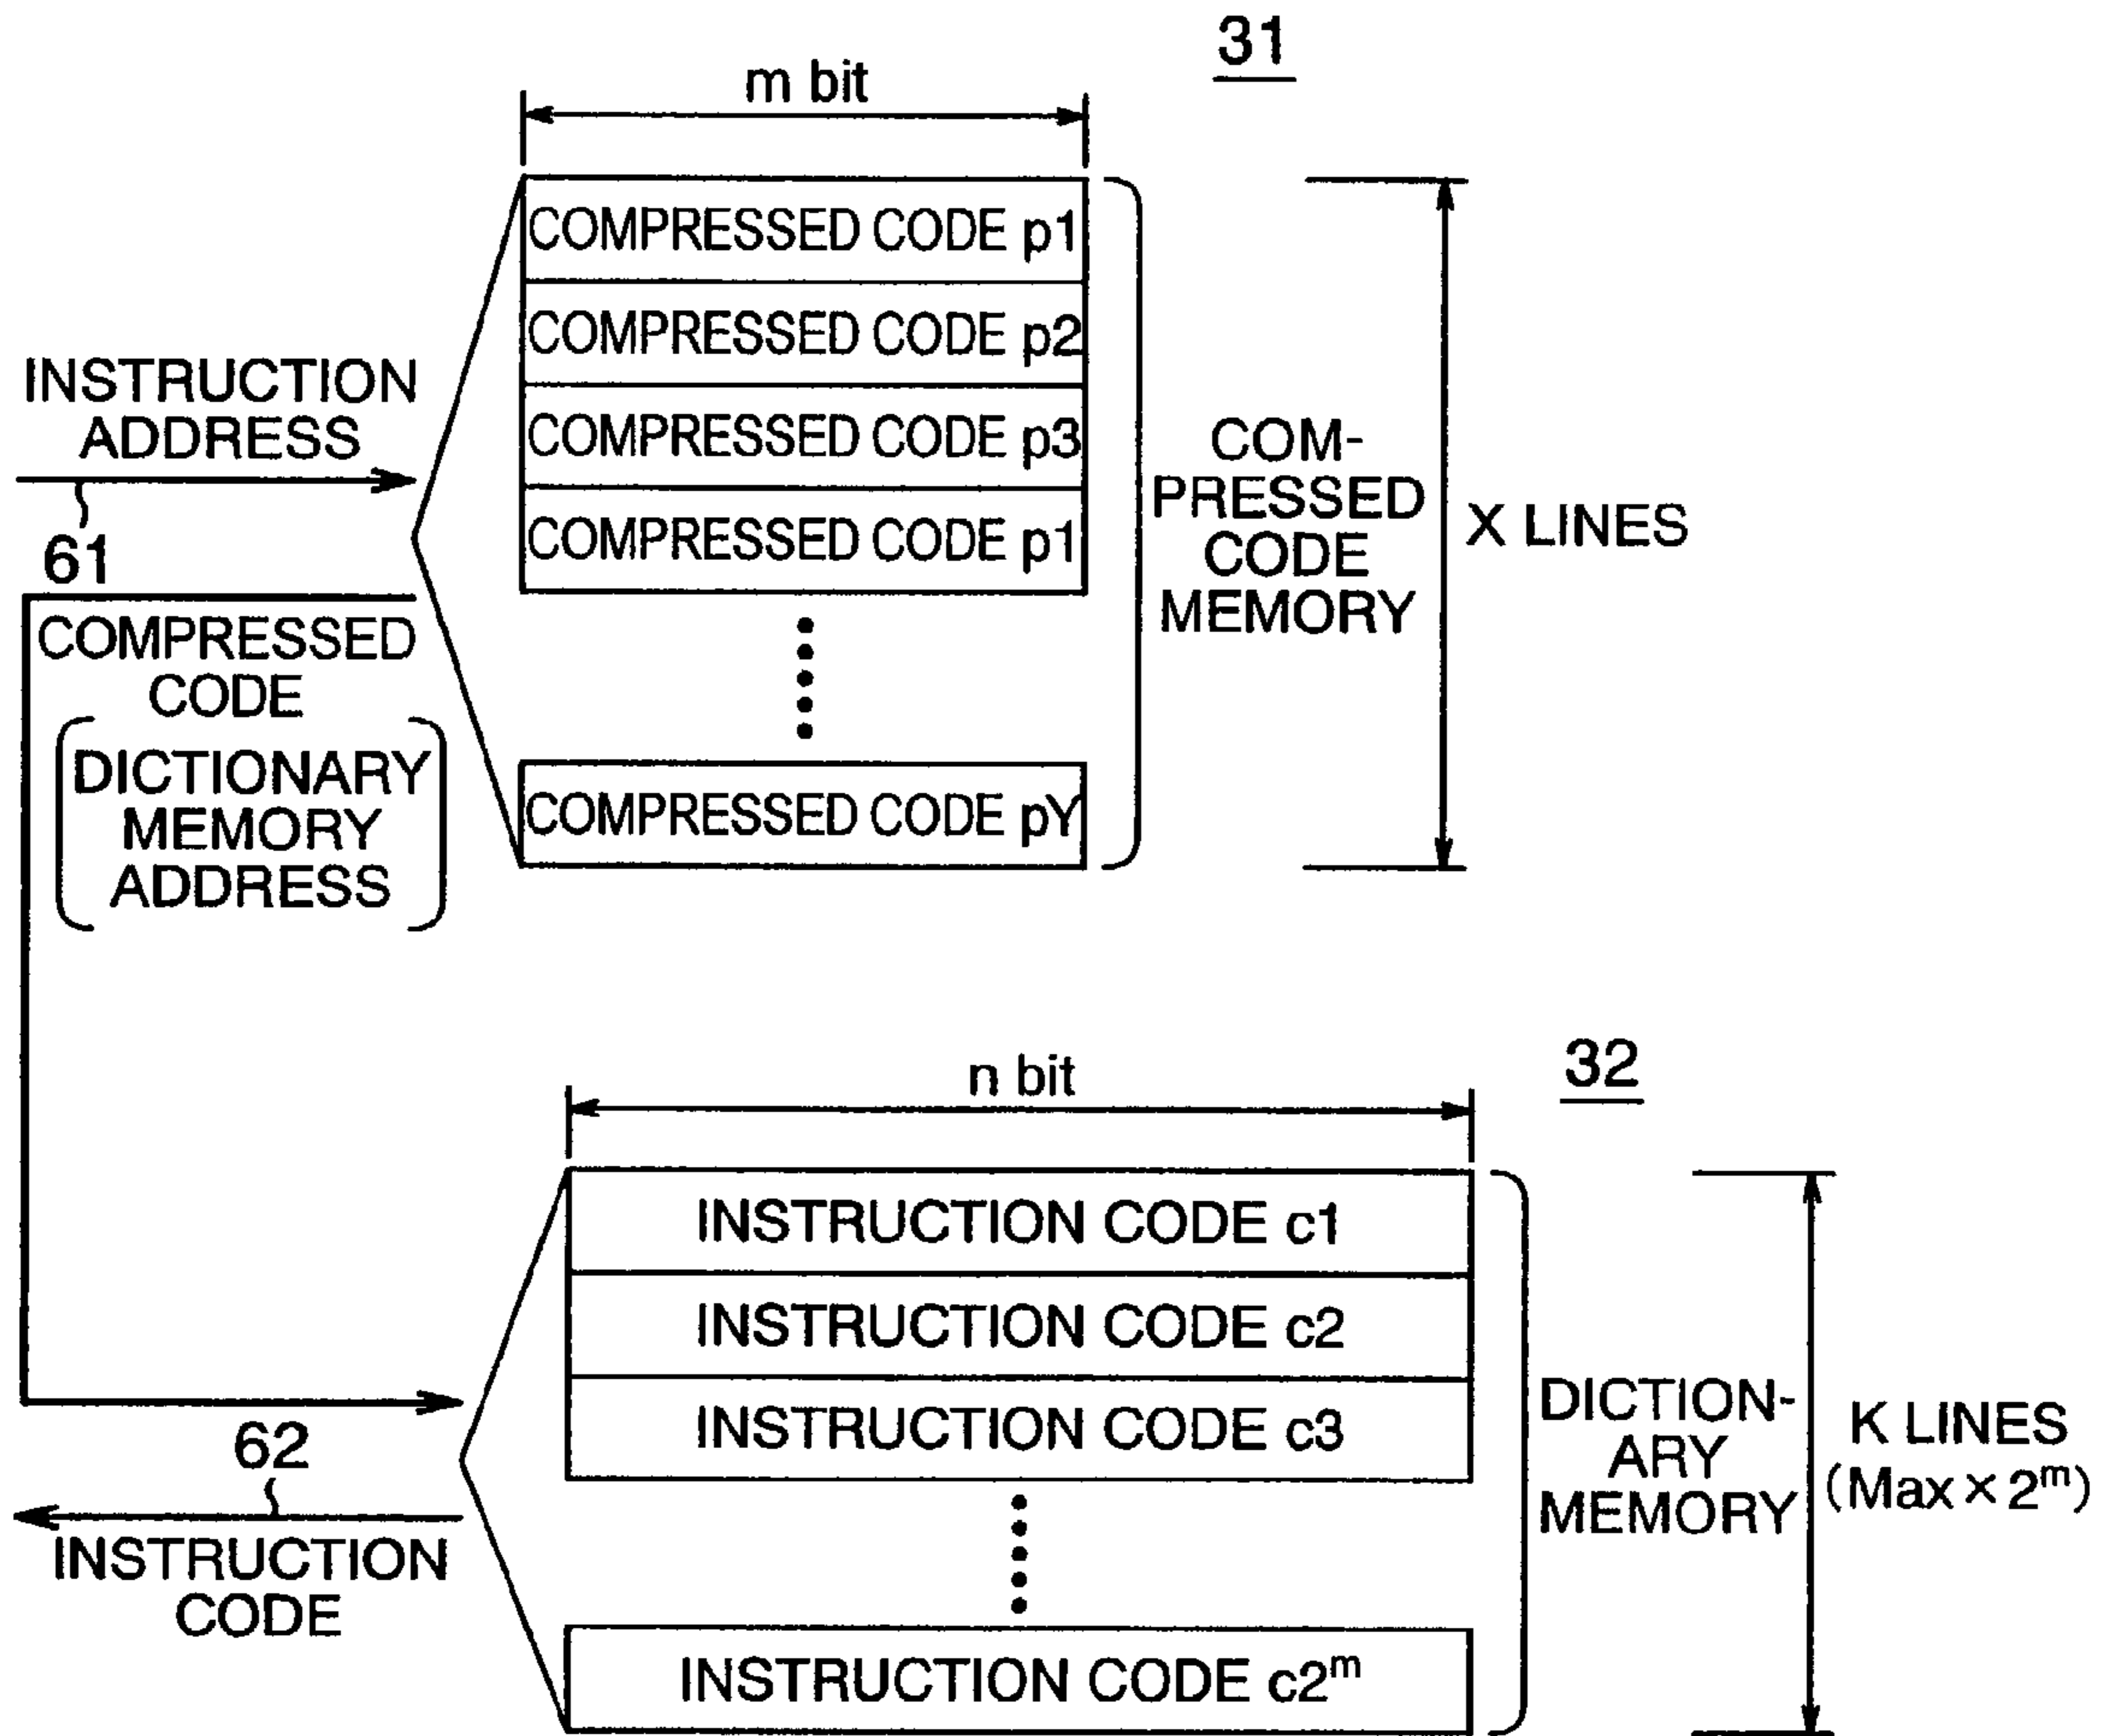 31
m bit
COMPRESSED CODE p1
COMPRESSED CODE p2
COMPRESSED CODE p3
COMPRESSED CODE p1
COMPRESSED CODE pY
COM-
PRESSED
CODE
MEMORY
X LINES
INSTRUCTION
ADDRESS
61
COMPRESSED
CODE
DICTIONARY
MEMORY
ADDRESS
32
n bit
INSTRUCTION CODE c1
INSTRUCTION CODE c2
INSTRUCTION CODE c3
INSTRUCTION CODE c2^m
DICTION-
ARY
MEMORY
K LINES
(Max × 2^m)
62
INSTRUCTION
CODE